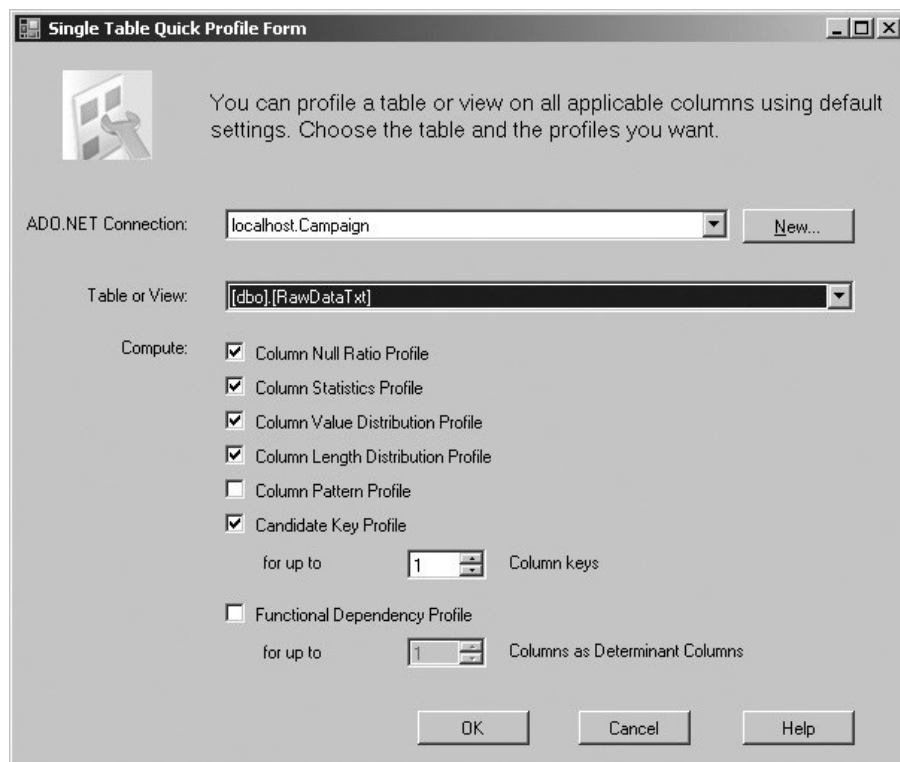 Single Table Quick Profile Form
You can profile a table or view on all applicable columns using default
settings. Choose the table and the profiles you want.
ADO.NET Connection: localhost.Campaign New...
Table or View: [dbo].[RawDataTxt]
Compute: Column Null Ratio Profile
Column Statistics Profile
Column Value Distribution Profile
Column Length Distribution Profile
Column Pattern Profile
Candidate Key Profile
for up to 1 Column keys
Functional Dependency Profile
for up to 1 Columns as Determinant Columns
OK Cancel Help